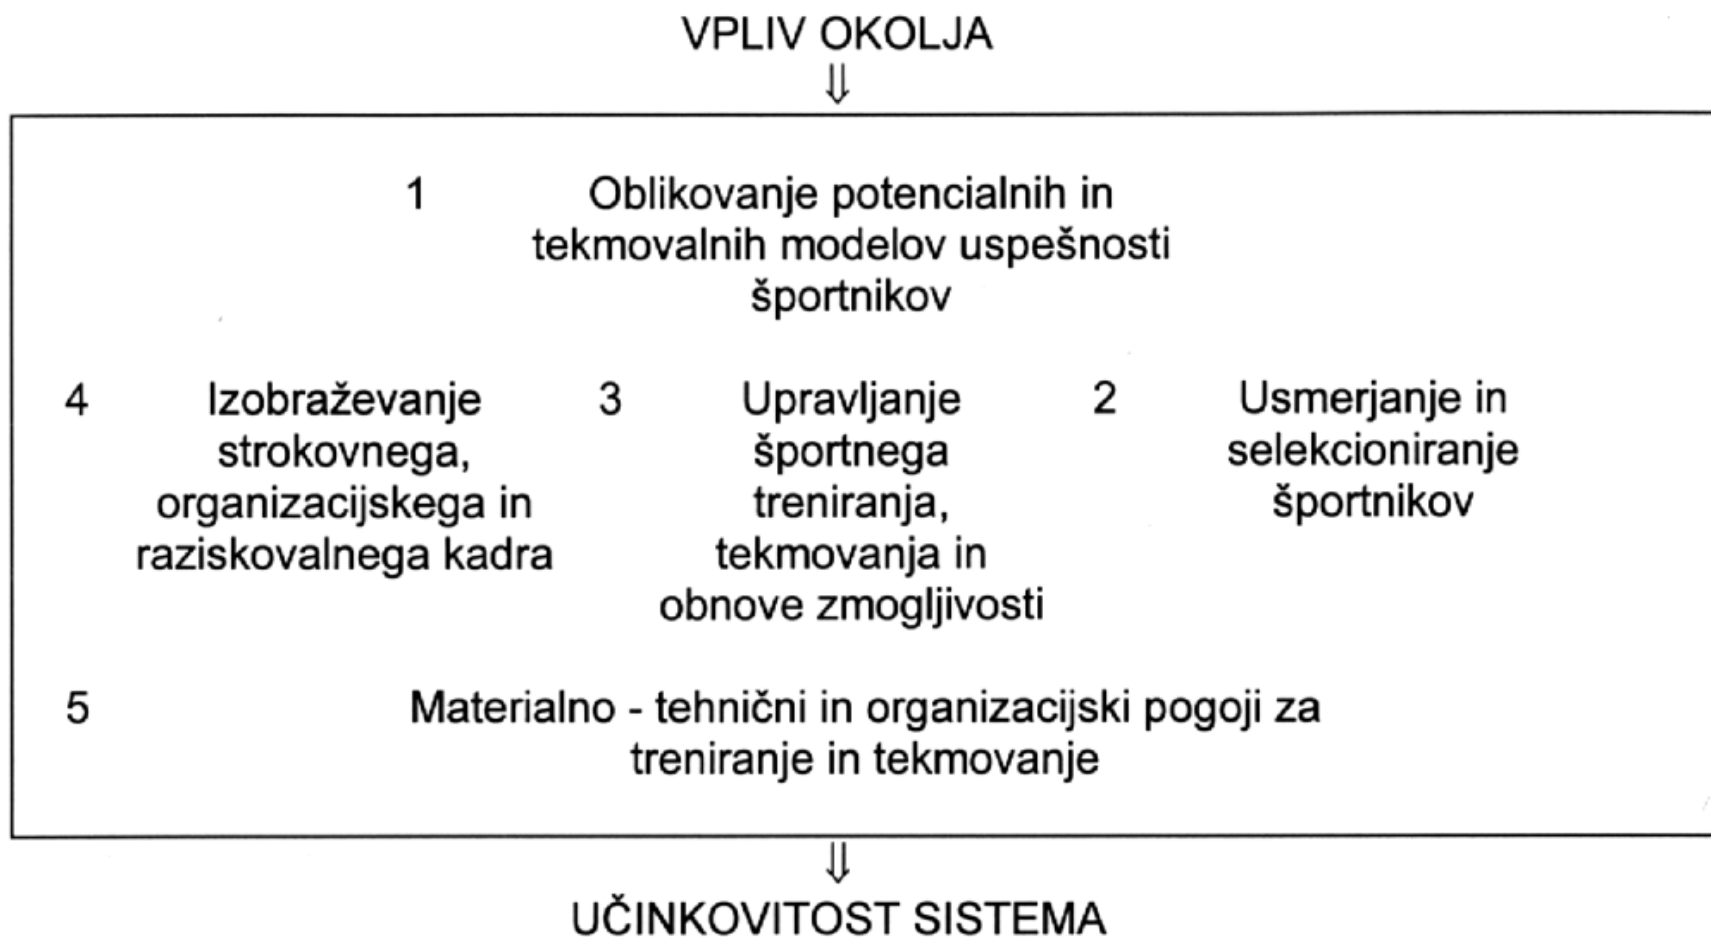 VPLIV OKOLJA
⇓
1 Oblikovanje potencialnih in
tekmovalnih modelov uspešnosti
športnikov
4 Izobraževanje
strokovnega,
organizacijskega in
raziskovalnega kadra
3 Upravljanje
športnega
treniranja,
tekmovanja in
obnove zmogljivosti
2 Usmerjanje in
selekcioniranje
športnikov
5 Materialno - tehnični in organizacijski pogoji za
treniranje in tekmovanje
⇓
UČINKOVITOST SISTEMA